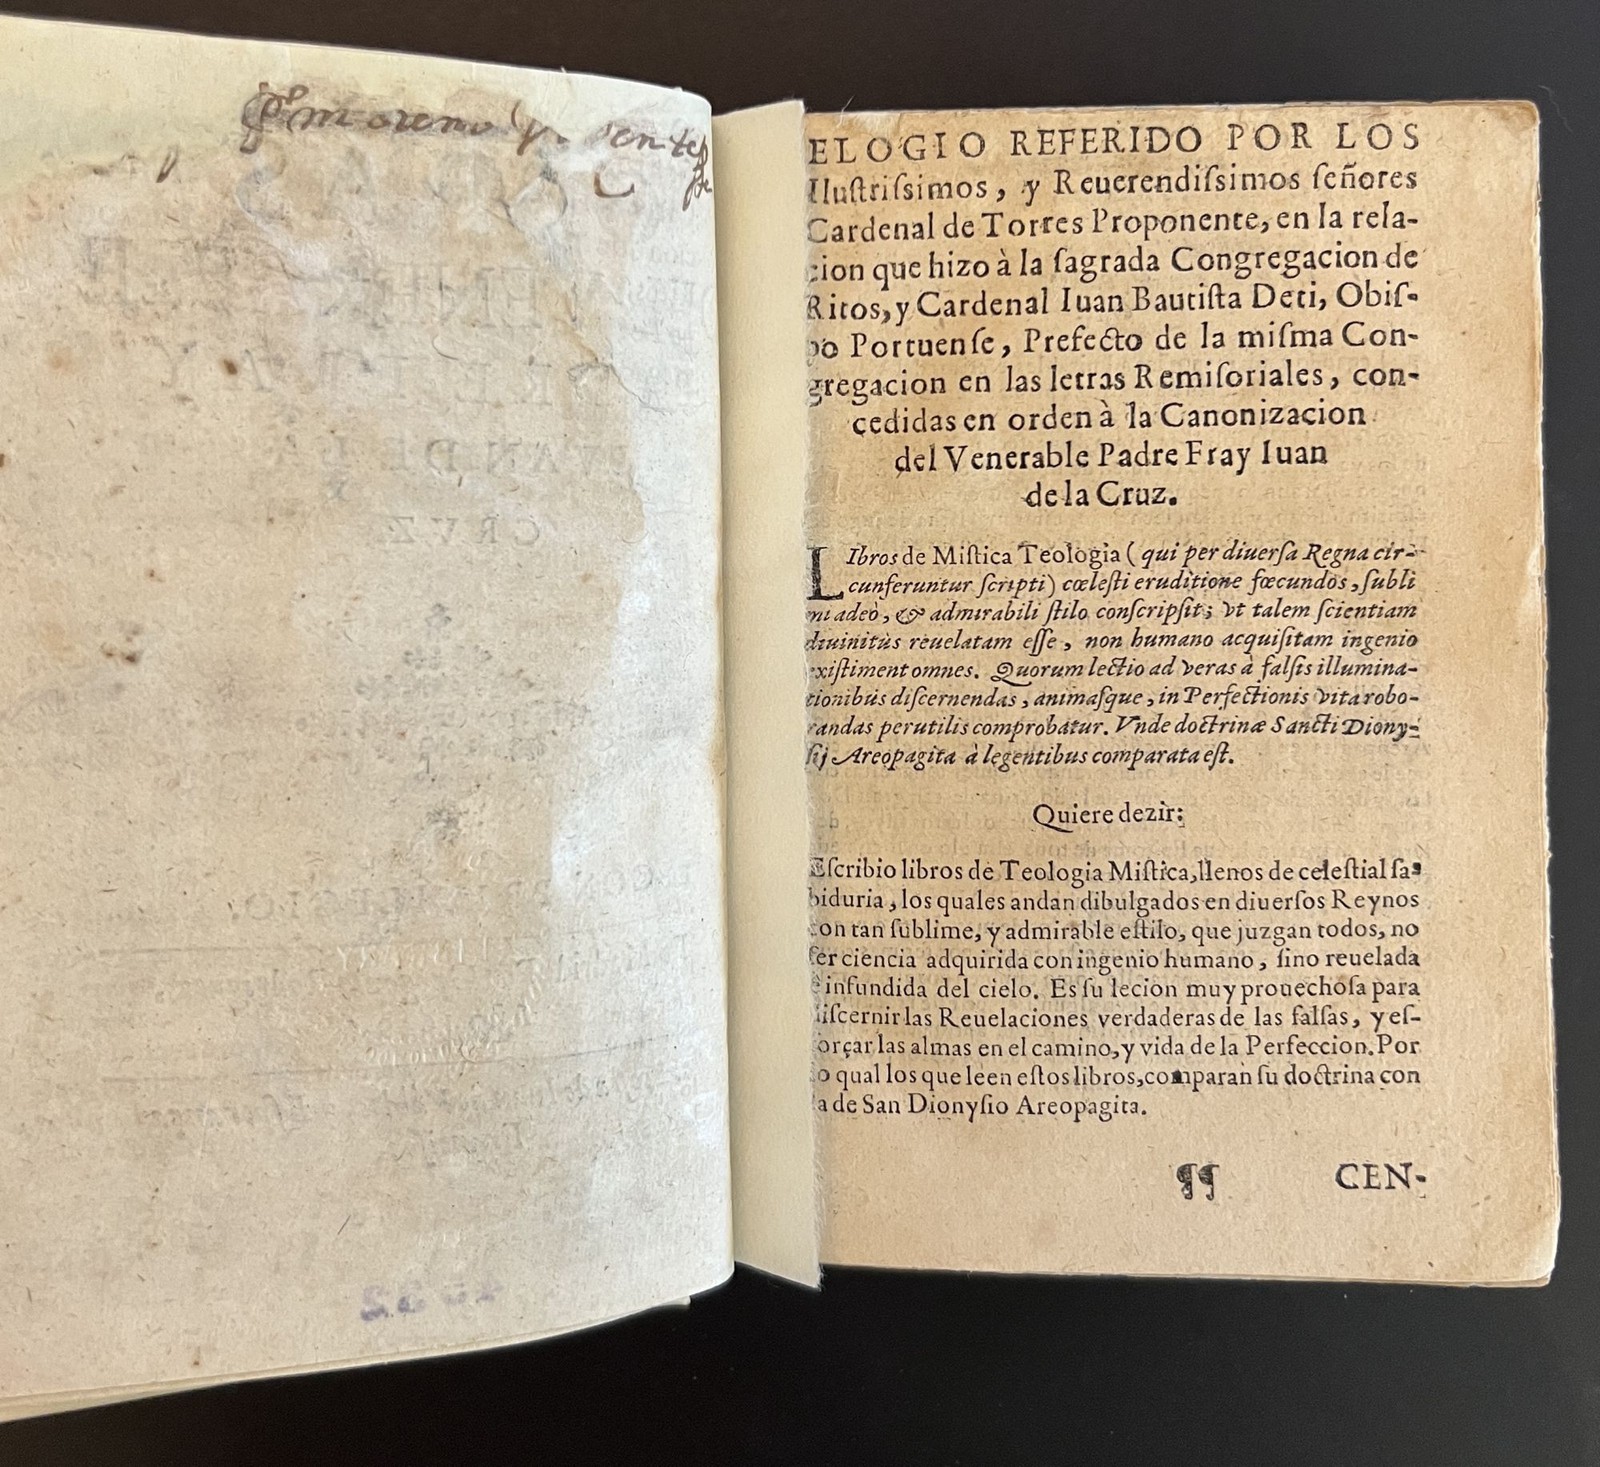 moreno
ELOGIO REFERIDO POR LOS
Iluſtriſsimos, y Reuerendiſsimos ſeñores
Cardenal de Torres Proponente, en la rela-
cion que hizo à la ſagrada Congregacion de
Ritos, y Cardenal Iuan Bautiſta Deti, Obiſ-
po Portuenſe, Prefecto de la miſma Con-
gregacion en las letras Remiſoriales, con-
cedidas en orden à la Canonizacion
del Venerable Padre Fray Iuan
de la Cruz.
LIbros de Miſtica Teologia ( qui per diuerſa Regna cir-
cunferuntur ſcripti) cœleſti eruditione fœcundos, ſubli
mi adeò, & admirabili ſtilo conſcripſit; vt talem ſcientiam
diuinitùs reuelatam eſſe, non humano acquiſitam ingenio
exiſtiment omnes. Quorum lectio ad veras à falſis illumina-
tionibùs diſcernendas, animaſque, in Perfectionis vita robo-
randas perutilis comprobatur. Vnde doctrinæ Sancti Diony-
ſij Areopagita à legentibus comparata eſt.
Quiere dezir:
Eſcribio libros de Teologia Miſtica, llenos de celeſtial ſa-
biduria, los quales andan dibulgados en diuerſos Reynos
con tan ſublime, y admirable eſtilo, que juzgan todos, no
ſer ciencia adquirida con ingenio humano, ſino reuelada
è infundida del cielo. Es ſu lecion muy prouechoſa para
diſcernir las Reuelaciones verdaderas de las falſas, y eſ-
forçar las almas en el camino, y vida de la Perfeccion. Por
lo qual los que leen eſtos libros, comparan ſu doctrina con
la de San Dionyſio Areopagita.
¶¶ CEN-